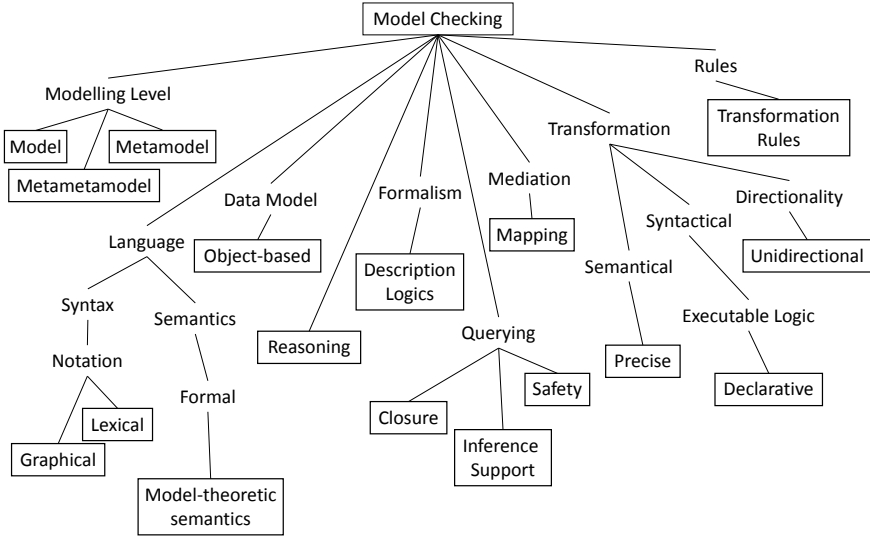 Model Checking
Rules
Modelling Level
Transformation
Rules
Transformation
Model
Metamodel
Metametamodel
Data Model
Formalism
Mediation
Directionality
Syntactical
Language
Object-based
Mapping
Unidirectional
Description
Logics
Semantical
Syntax
Semantics
Executable Logic
Querying
Reasoning
Notation
Precise
Safety
Declarative
Formal
Closure
Lexical
Graphical
Inference
Support
Model-theoretic
semantics